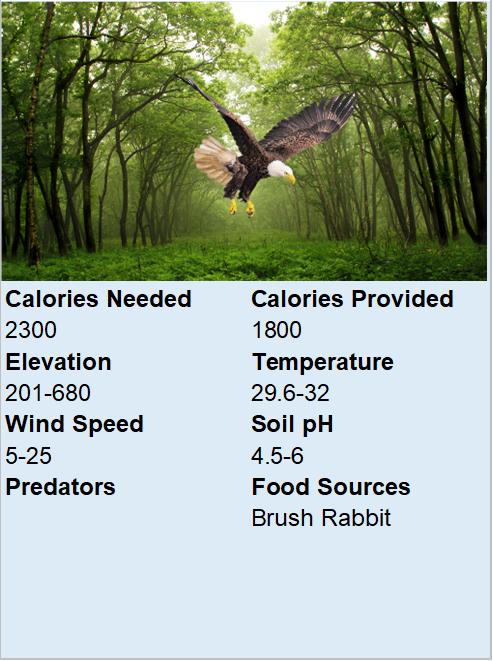 Calories Needed
2300
Calories Provided
1800
Elevation
201-680
Temperature
29.6-32
Wind Speed
5-25
Soil pH
4.5-6
Predators
Food Sources
Brush Rabbit